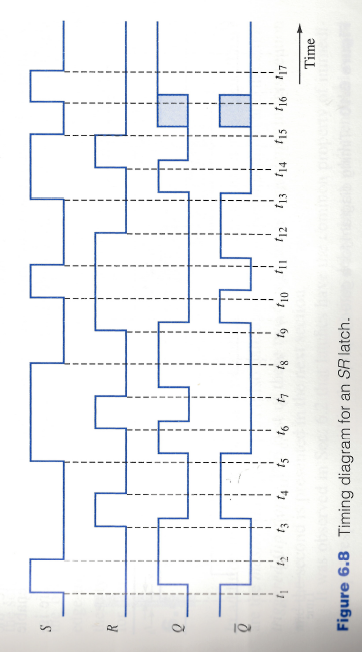 S
R
Q
Q̅
t1 t2 t3 t4 t5 t6 t7 t8 t9 t10 t11 t12 t13 t14 t15 t16 t17
Time
Figure 6.8 Timing diagram for an SR latch.